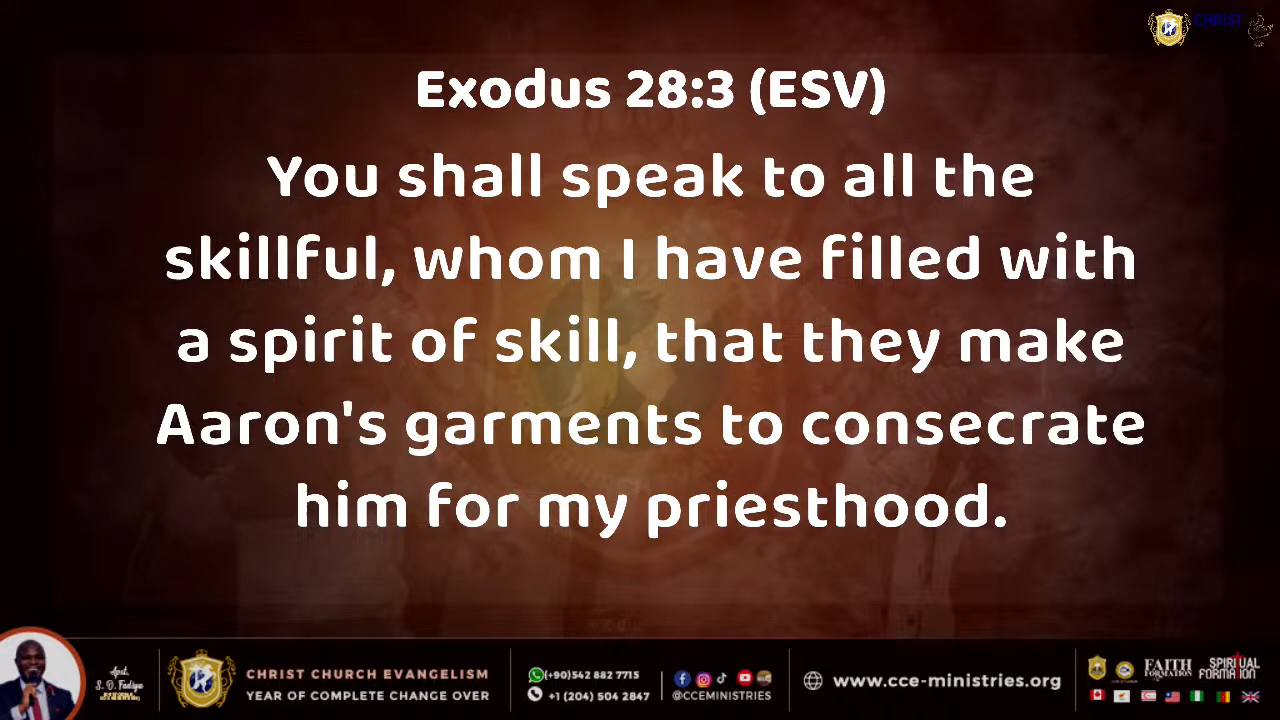 CHRIST
Exodus 28:3 (ESV)
You shall speak to all the
skillful, whom I have filled with
a spirit of skill, that they make
Aaron's garments to consecrate
him for my priesthood.
Apst.
CHRIST CHURCH EVANGELISM
YEAR OF COMPLETE CHANGE OVER
(+90)542 882 7715
+1 (204) 504 2847
@CCEMINISTRIES
www.cce-ministries.org
FAITH
FORMATION
SPIRITUAL
FORMATION